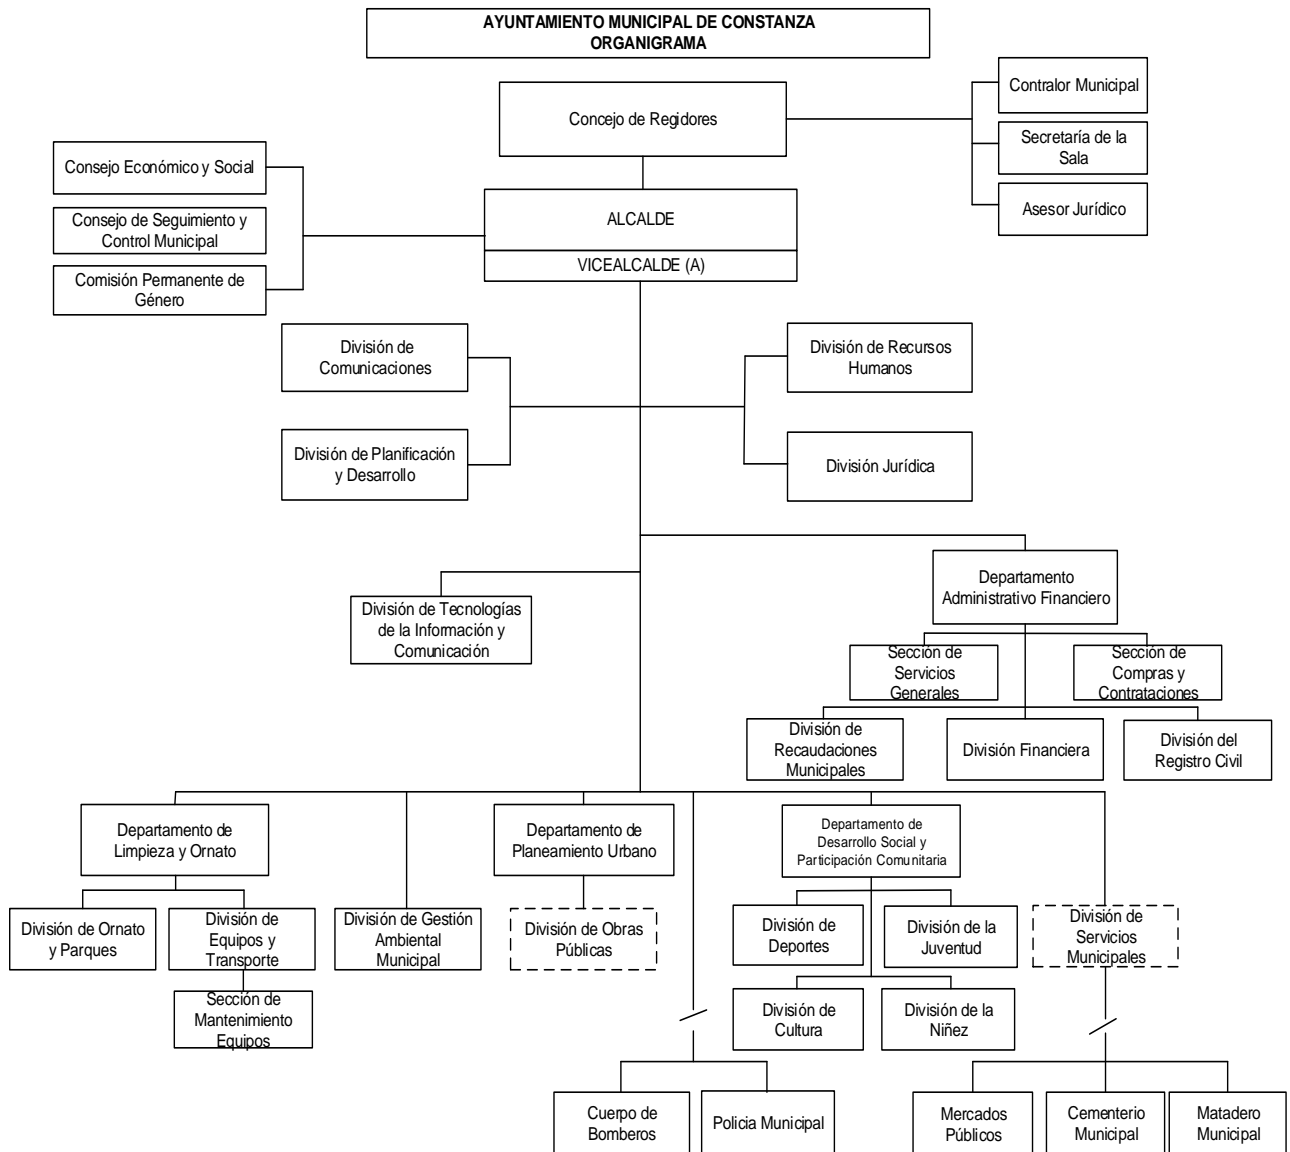 AYUNTAMIENTO MUNICIPAL DE CONSTANZA
ORGANIGRAMA
Concejo de Regidores
Contralor Municipal
Secretaría de la
Sala
Asesor Jurídico
Consejo Económico y Social
Consejo de Seguimiento y
Control Municipal
Comisión Permanente de
Género
ALCALDE
VICEALCALDE (A)
División de
Comunicaciones
División de Recursos
Humanos
División de Planificación
y Desarrollo
División Jurídica
Departamento
Administrativo Financiero
División de Tecnologías
de la Información y
Comunicación
Sección de
Servicios
Generales
Sección de
Compras y
Contrataciones
División de
Recaudaciones
Municipales
División Financiera
División del
Registro Civil
Departamento de
Limpieza y Ornato
Departamento de
Planeamiento Urbano
Departamento de
Desarrollo Social y
Participación Comunitaria
División de Ornato
y Parques
División de
Equipos y
Transporte
División de Gestión
Ambiental
Municipal
División de Obras
Públicas
División de
Deportes
División de la
Juventud
División de
Servicios
Municipales
Sección de
Mantenimiento
Equipos
División de
Cultura
División de la
Niñez
Cuerpo de
Bomberos
Policia Municipal
Mercados
Públicos
Cementerio
Municipal
Matadero
Municipal